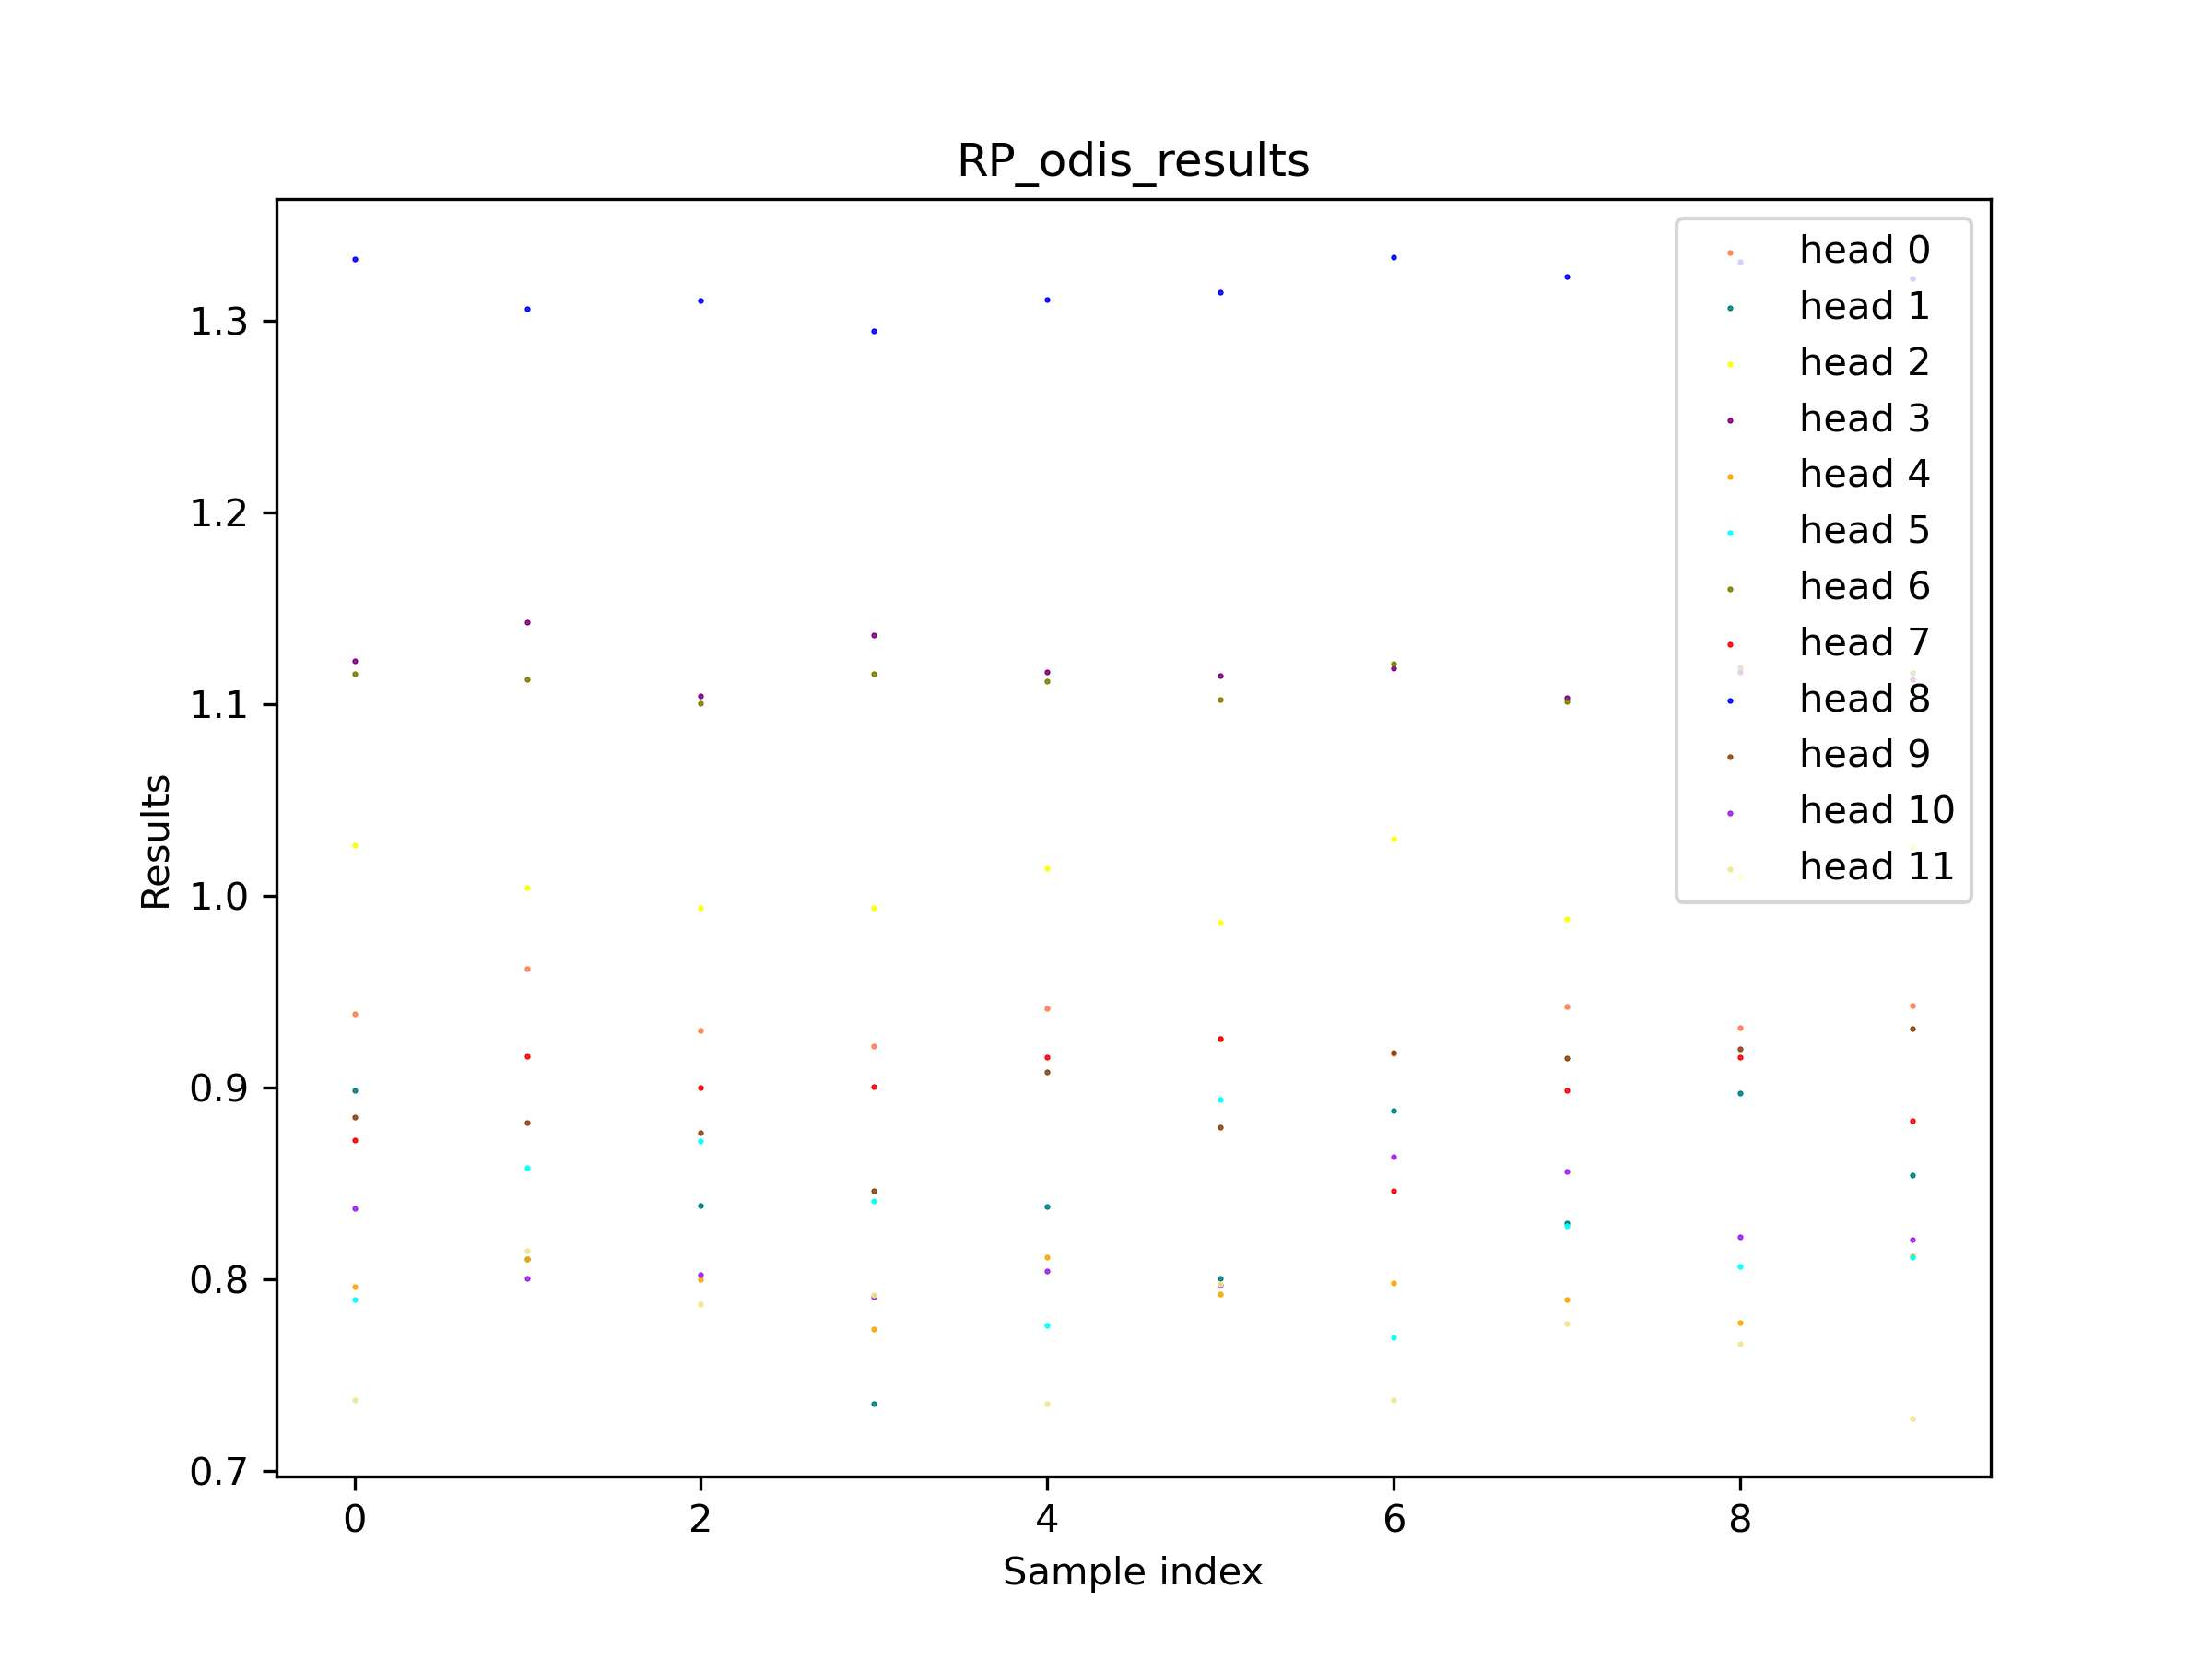 RP_odis_results
head 0
head 1
head 2
head 3
head 4
head 5
head 6
head 7
head 8
head 9
head 10
head 11
1.3
1.2
1.1
1.0
0.9
0.8
0.7
Results
0 2 4 6 8
Sample index